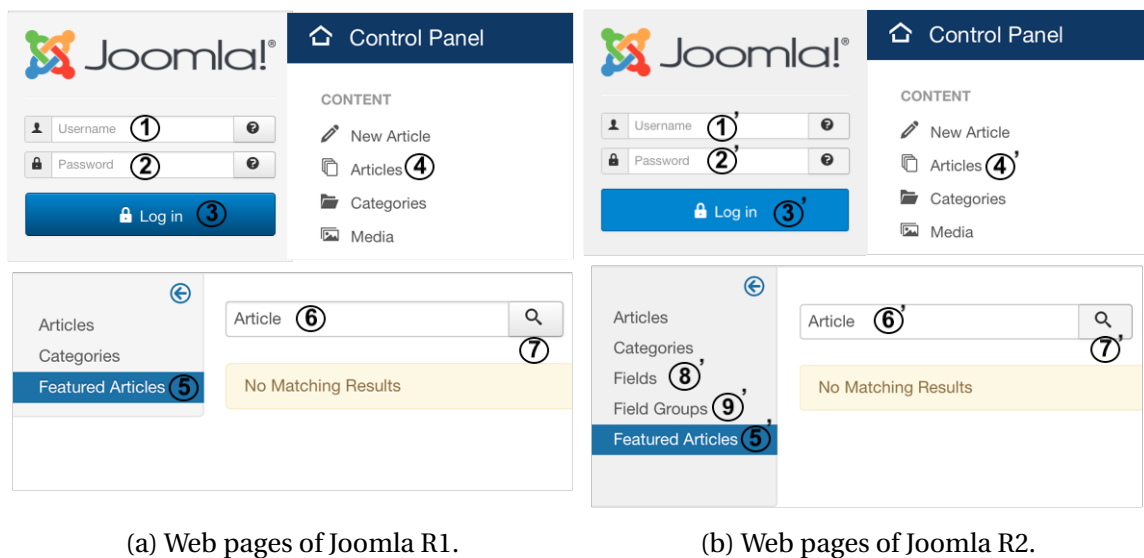 Joomla!®
Username ①
Password ②
Log in ③
Control Panel
CONTENT
New Article
Articles ④
Categories
Media
Articles
Categories
Featured Articles ⑤
Article ⑥
⑦
No Matching Results
(a) Web pages of Joomla R1.
Joomla!®
Username ①'
Password ②'
Log in ③'
Control Panel
CONTENT
New Article
Articles ④'
Categories
Media
Articles
Categories
Fields ⑧'
Field Groups ⑨'
Featured Articles ⑤'
Article ⑥'
⑦'
No Matching Results
(b) Web pages of Joomla R2.